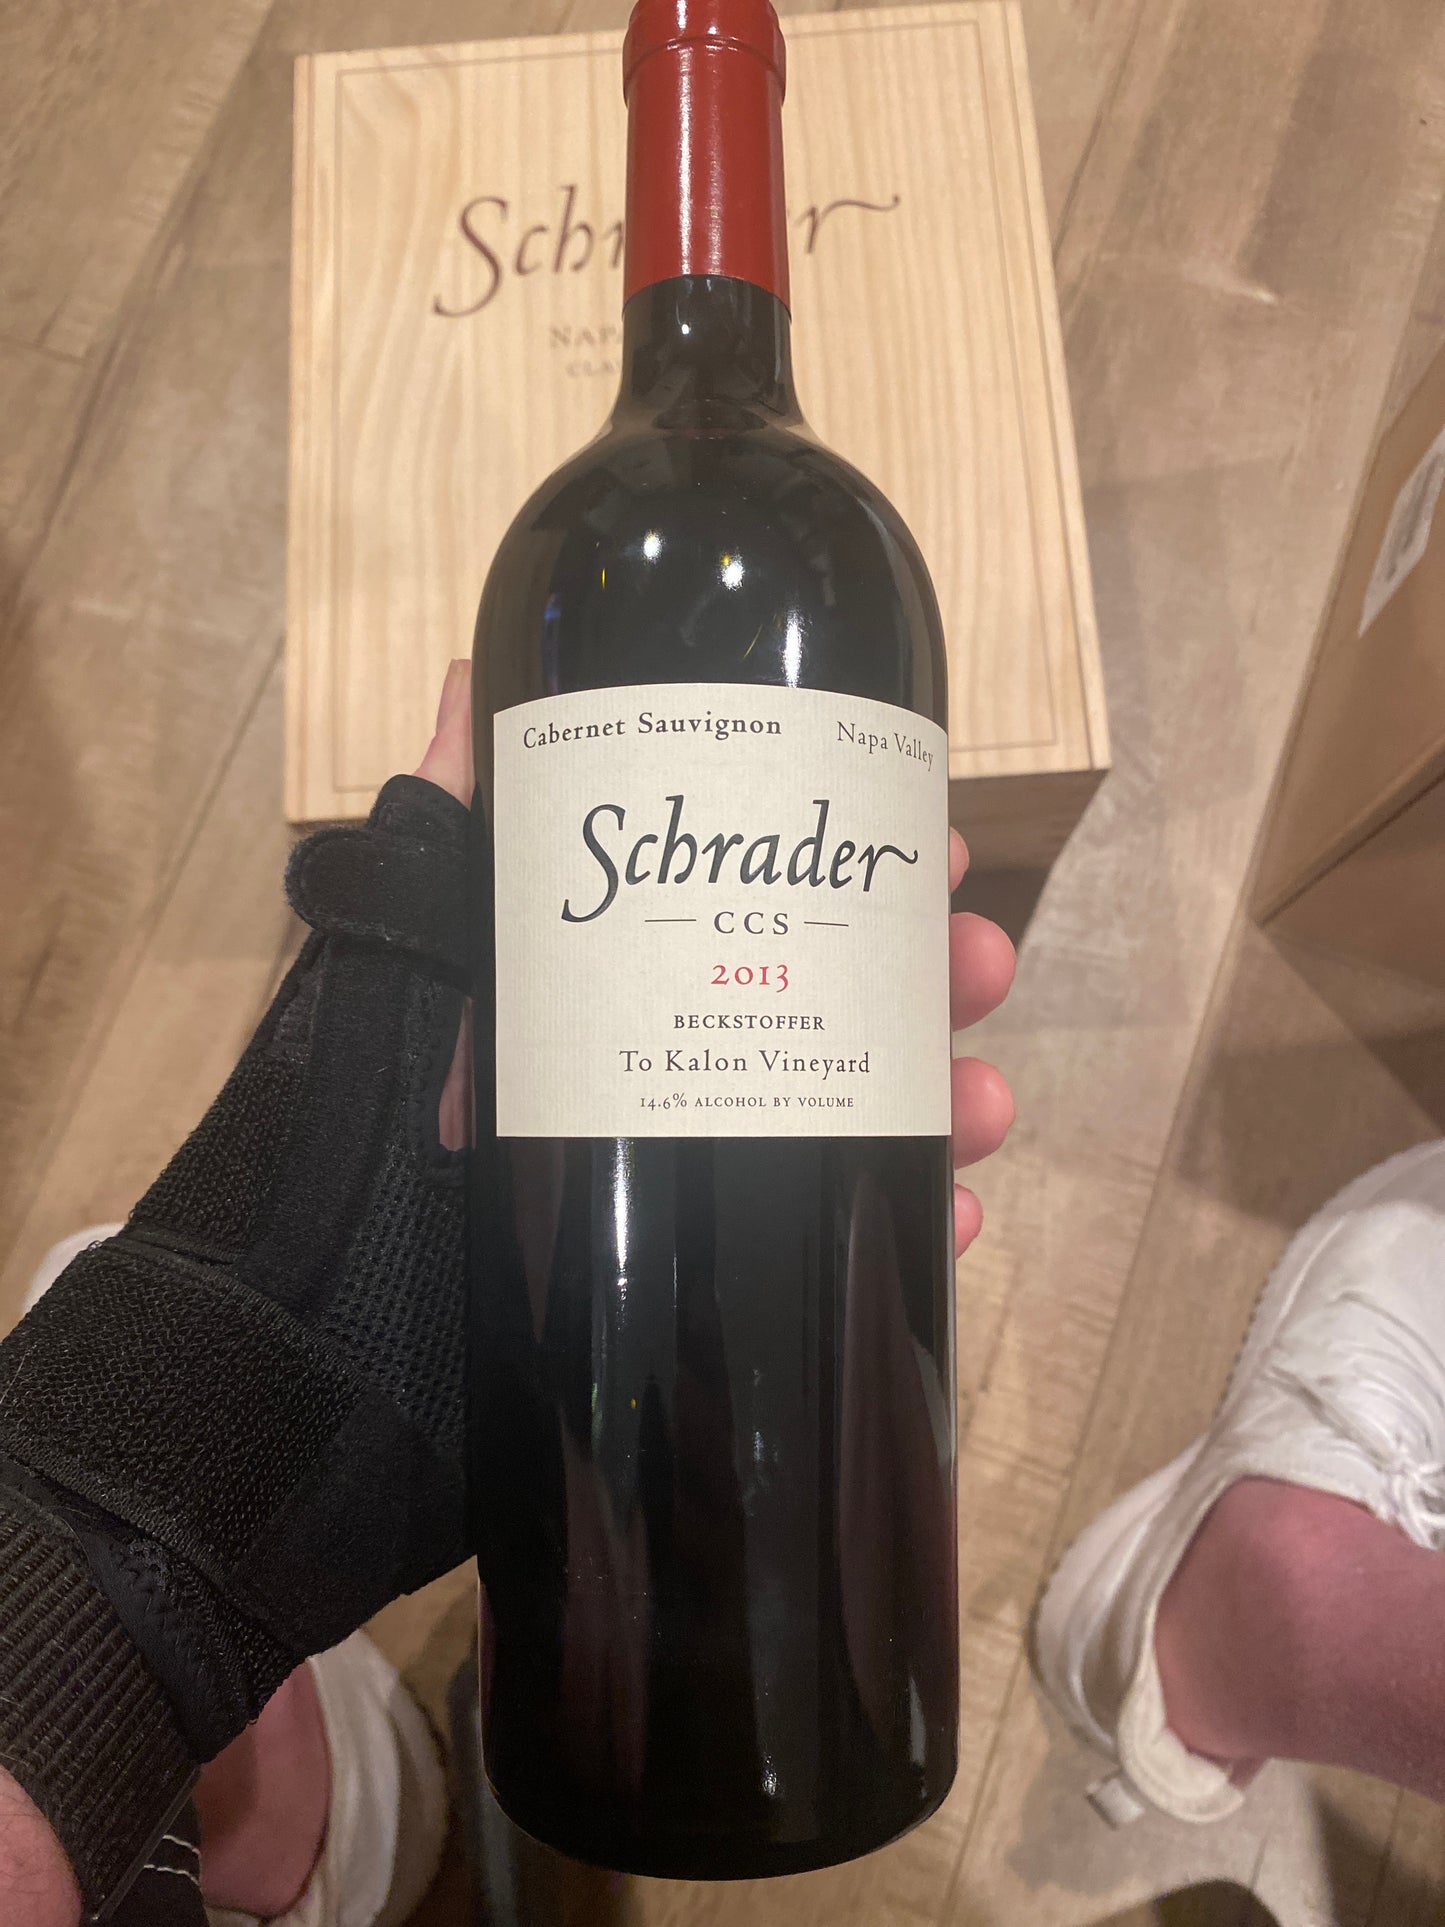 Cabernet Sauvignon Napa Valley
Schrader
CCS
2013
BECKSTOFFER
To Kalon Vineyard
14.6% ALCOHOL BY VOLUME